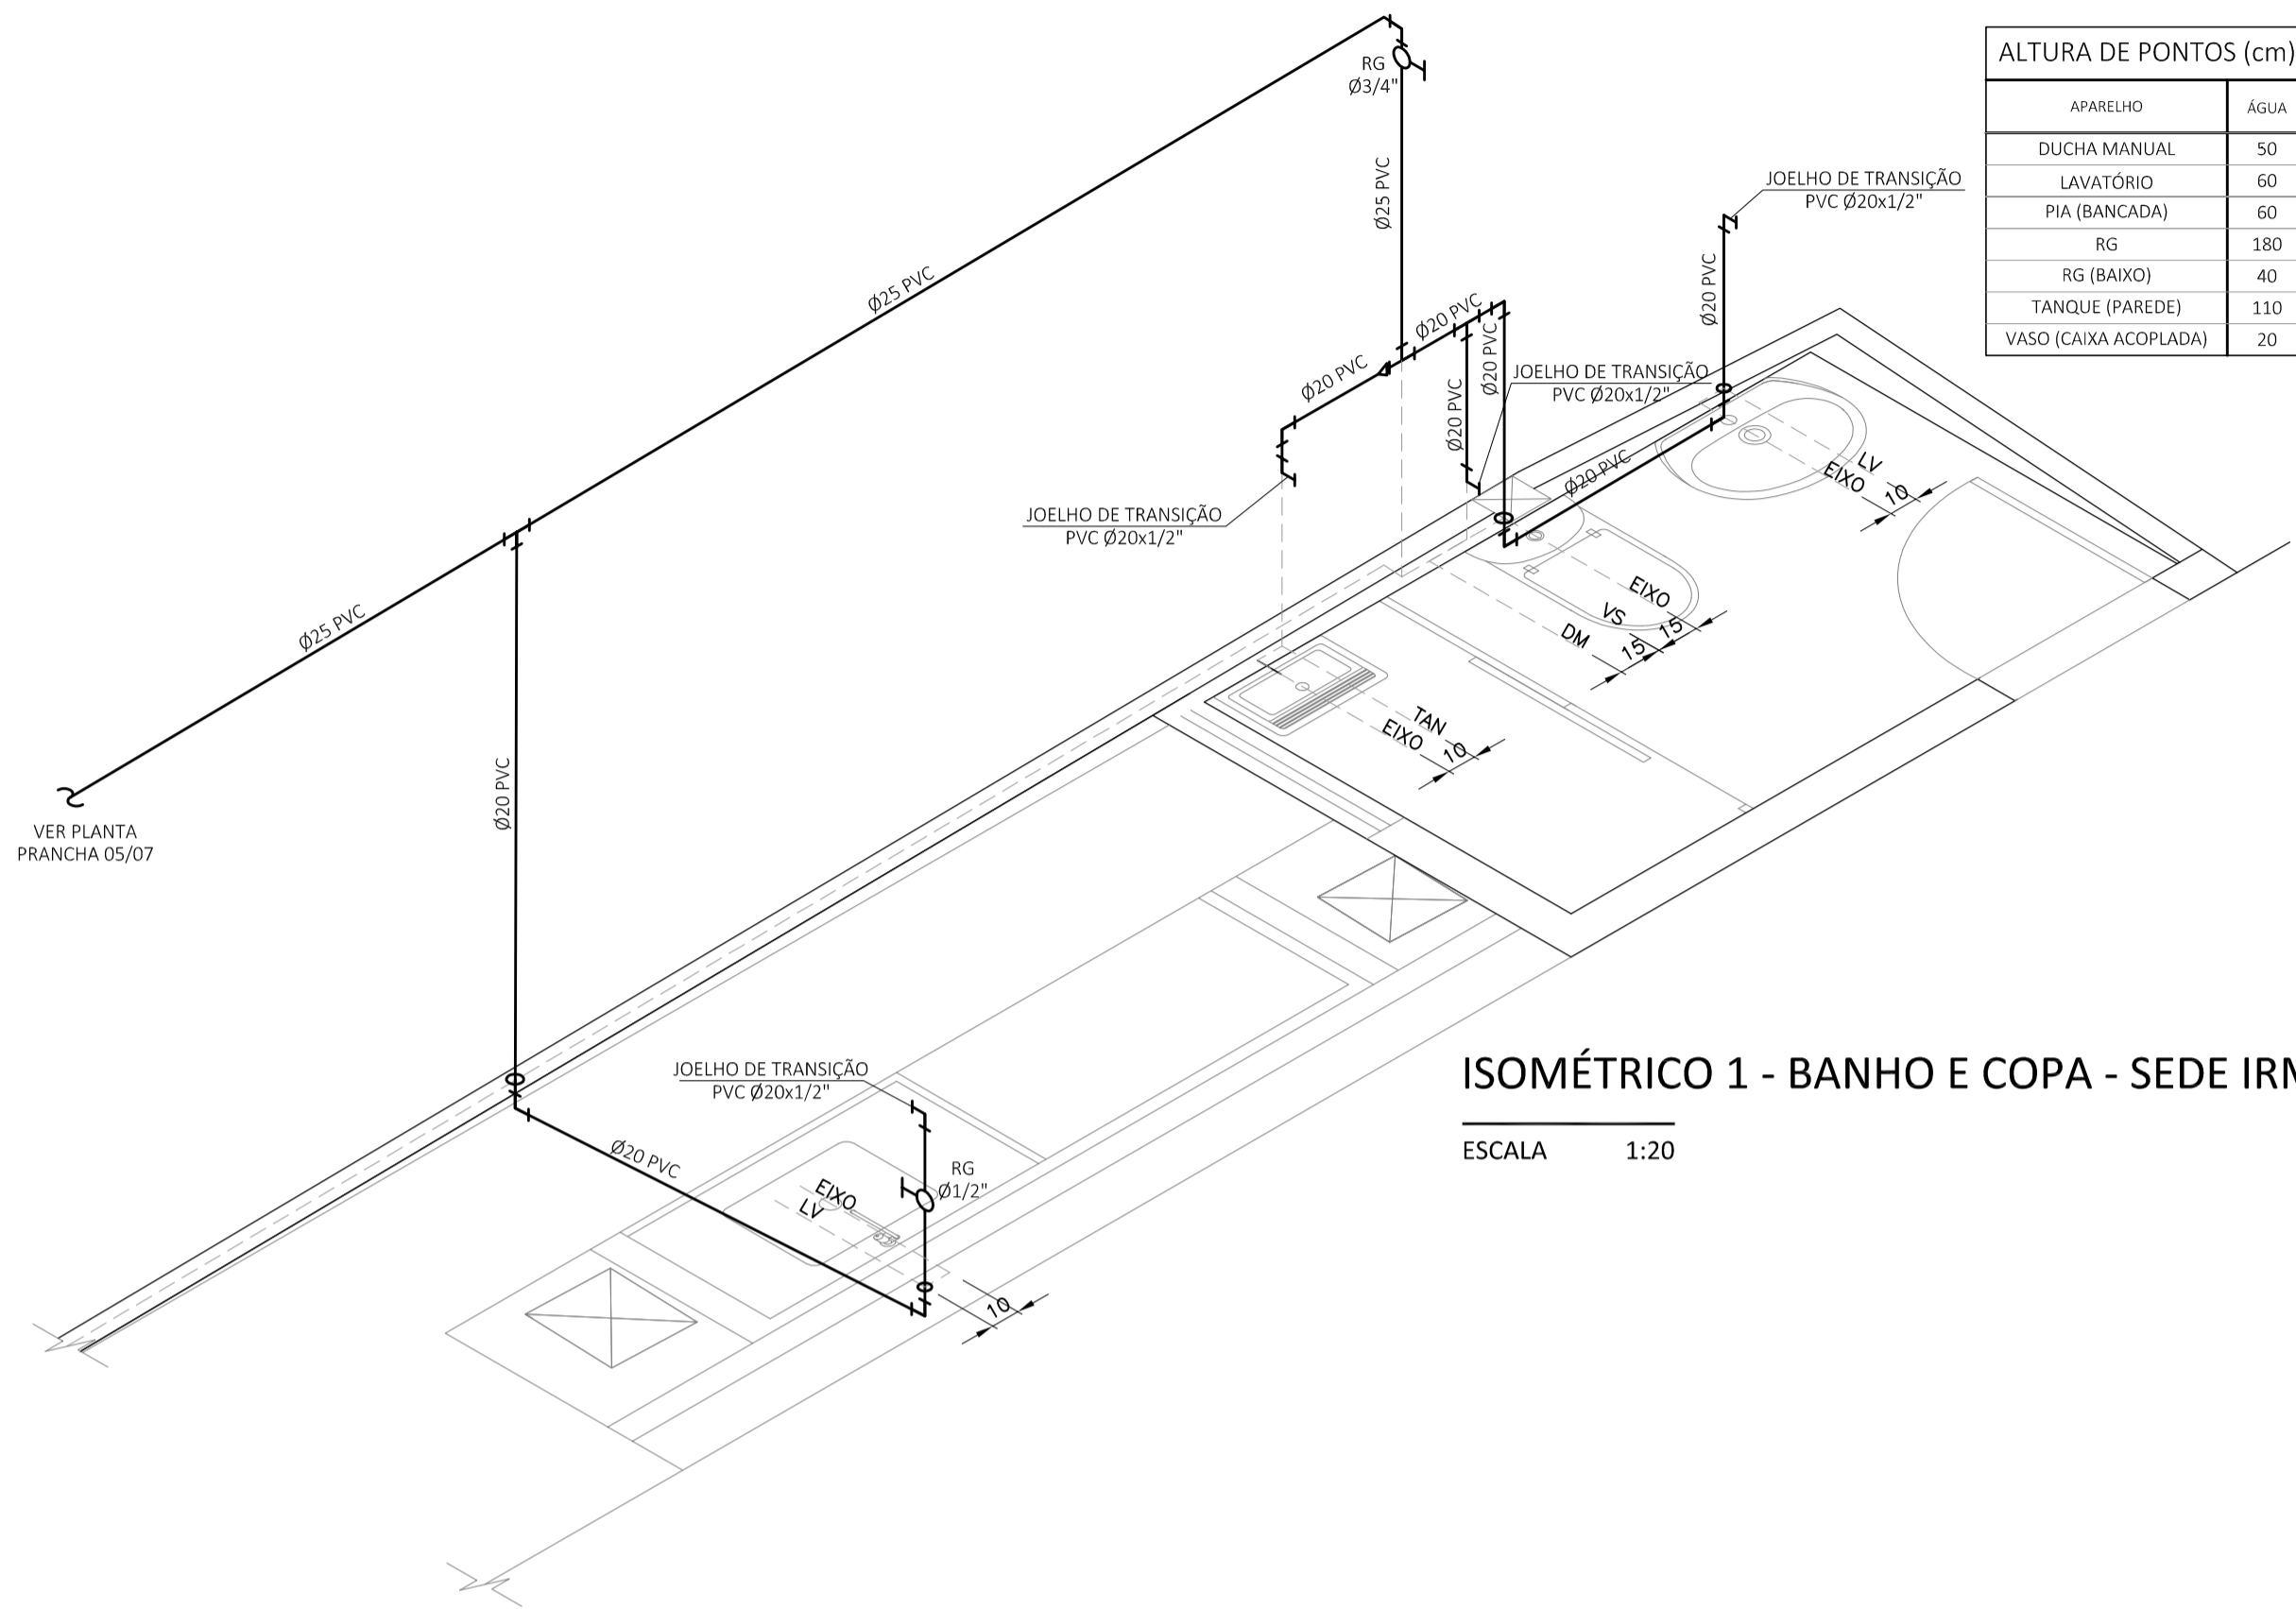 RG
Ø3/4"
Ø25 PVC
Ø25 PVC
Ø25 PVC
ALTURA DE PONTOS (cm)
APARELHO ÁGUA
DUCHA MANUAL 50
LAVATÓRIO 60
PIA (BANCADA) 60
RG 180
RG (BAIXO) 40
TANQUE (PAREDE) 110
VASO (CAIXA ACOPLADA) 20
JOELHO DE TRANSIÇÃO
PVC Ø20x1/2"
Ø20 PVC
Ø20 PVC
Ø20 PVC
Ø20 PVC
Ø20 PVC
JOELHO DE TRANSIÇÃO
PVC Ø20x1/2"
JOELHO DE TRANSIÇÃO
PVC Ø20x1/2"
Ø20 PVC
LV
EIXO
10
EIXO
VS
15
DM
15
TAN
EIXO
10
VER PLANTA
PRANCHA 05/07
Ø20 PVC
JOELHO DE TRANSIÇÃO
PVC Ø20x1/2"
Ø20 PVC
RG
Ø1/2"
EIXO
LV
10
ISOMÉTRICO 1 - BANHO E COPA - SEDE
ESCALA 1:20